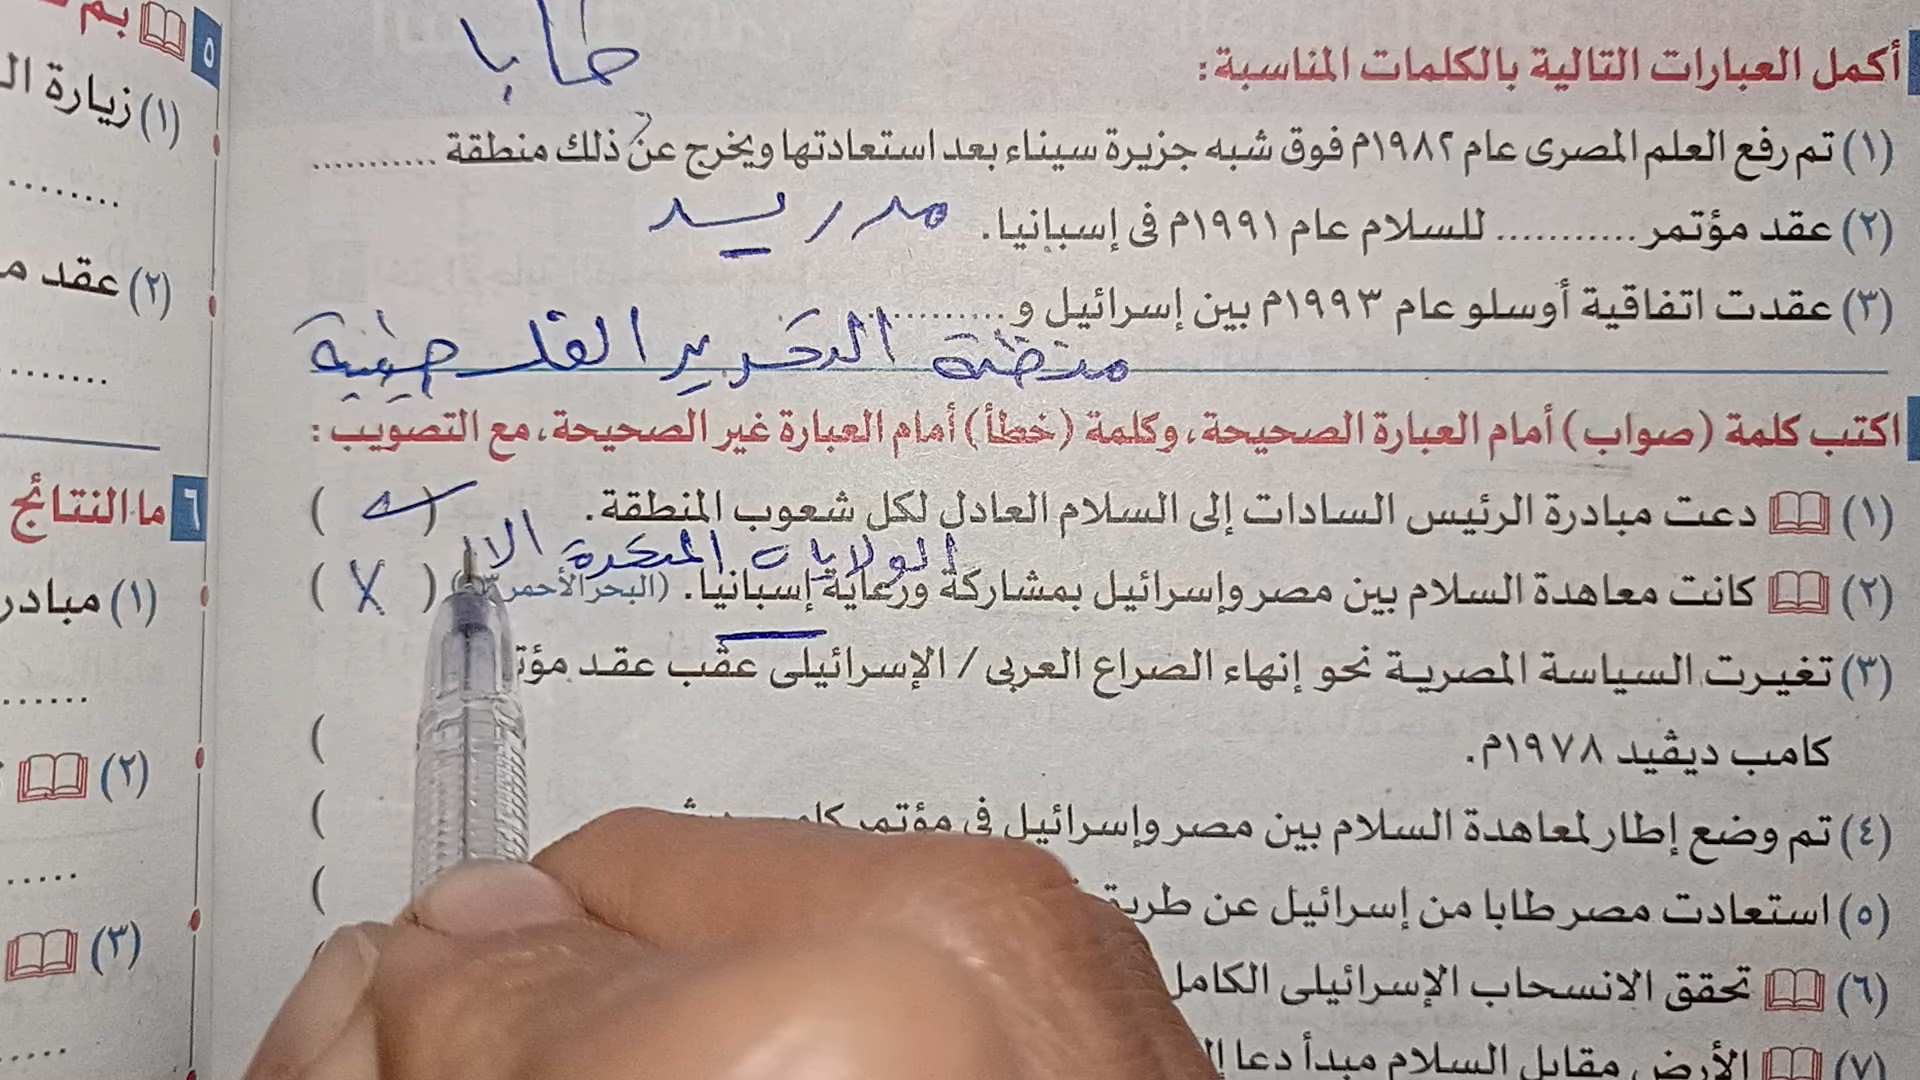 طابا
أكمل العبارات التالية بالكلمات المناسبة:
(١) تم رفع العلم المصرى عام ١٩٨٢م فوق شبه جزيرة سيناء بعد استعادتها ويخرج عن ذلك منطقة ...........
مدريد
(٢) عقد مؤتمر ........... للسلام عام ١٩٩١م فى إسبانيا.
(٣) عقدت اتفاقية أوسلو عام ١٩٩٣م بين إسرائيل و ...........
منظمة التحرير الفلسطينية
اكتب كلمة (صواب) أمام العبارة الصحيحة، وكلمة (خطأ) أمام العبارة غير الصحيحة، مع التصويب:
(١) دعت مبادرة الرئيس السادات إلى السلام العادل لكل شعوب المنطقة. ( )
الولايات المتحدة الا
(٢) كانت معاهدة السلام بين مصر وإسرائيل بمشاركة ورعاية إسبانيا. (البحر الأحمر ( X )
(٣) تغيرت السياسة المصرية نحو إنهاء الصراع العربى / الإسرائيلى عقب عقد مؤت
كامب ديڤيد ١٩٧٨م. (
(٤) تم وضع إطار لمعاهدة السلام بين مصر وإسرائيل فى مؤتمر (
(٥) استعادت مصر طابا من إسرائيل عن (
(٦) تحقق الانسحاب الإسرائيلى الكامل
(٧) الأرض مقابل السلام مبدأ دعا
٥ بم
(١) زيارة
...........
(٢) عقد
...........
٦ ما النتائج
(١)
...........
(٢)
...........
(٣)
...........